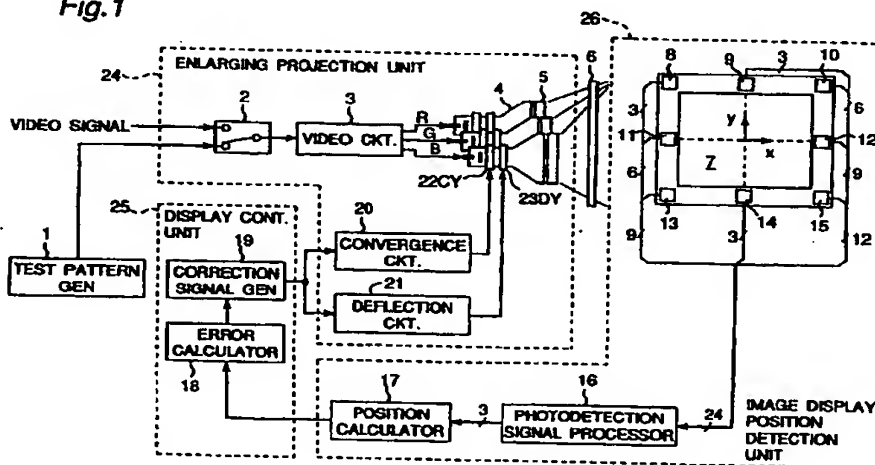 Fig.1
26
24
ENLARGING PROJECTION UNIT
2
3
4
5
6
8
9
3
10
VIDEO SIGNAL
VIDEO CKT.
R
G
B
22CY
23DY
3
6
11
y
x
Z
12
6
9
13
14
15
9
3
12
25
DISPLAY CONT.
UNIT
1
TEST PATTERN
GEN
19
CORRECTION
SIGNAL GEN
20
CONVERGENCE
CKT.
21
DEFLECTION
CKT.
ERROR
CALCULATOR
18
17
POSITION
CALCULATOR
3
16
PHOTODETECTION
SIGNAL PROCESSOR
24
IMAGE DISPLAY
POSITION
DETECTION
UNIT